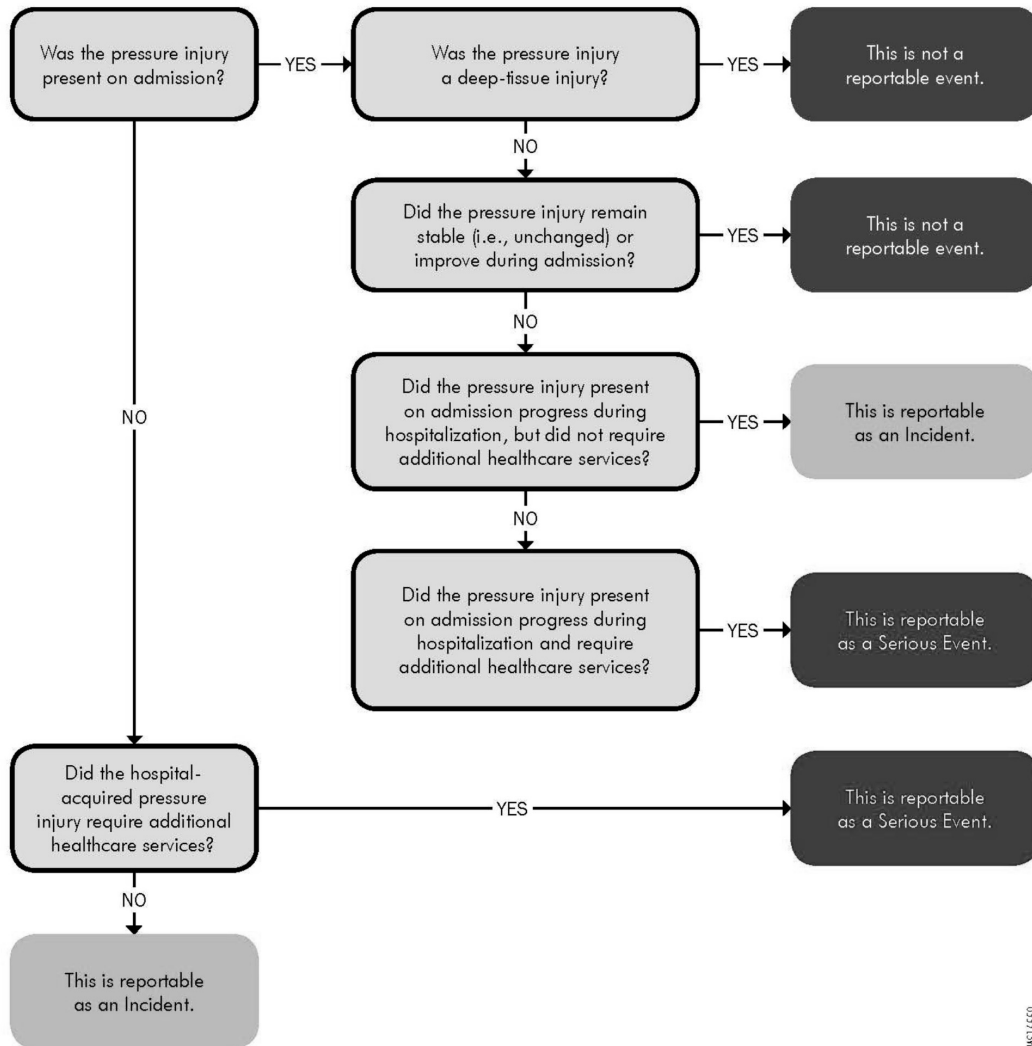 Was the pressure injury
present on admission?
YES
Was the pressure injury
a deep-tissue injury?
YES
This is not a
reportable event.
NO
Did the pressure injury remain
stable (i.e., unchanged) or
improve during admission?
YES
This is not a
reportable event.
NO
Did the pressure injury present
on admission progress during
hospitalization, but did not require
additional healthcare services?
YES
This is reportable
as an Incident.
NO
NO
Did the pressure injury present
on admission progress during
hospitalization and require
additional healthcare services?
YES
This is reportable
as a Serious Event.
Did the hospital-
acquired pressure
injury require additional
healthcare services?
YES
This is reportable
as a Serious Event.
NO
This is reportable
as an Incident.